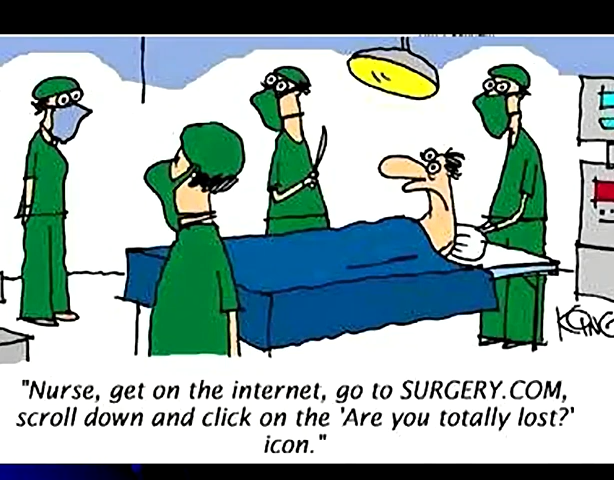 "Nurse, get on the internet, go to SURGERY.COM,
scroll down and click on the 'Are you totally lost?'
icon."